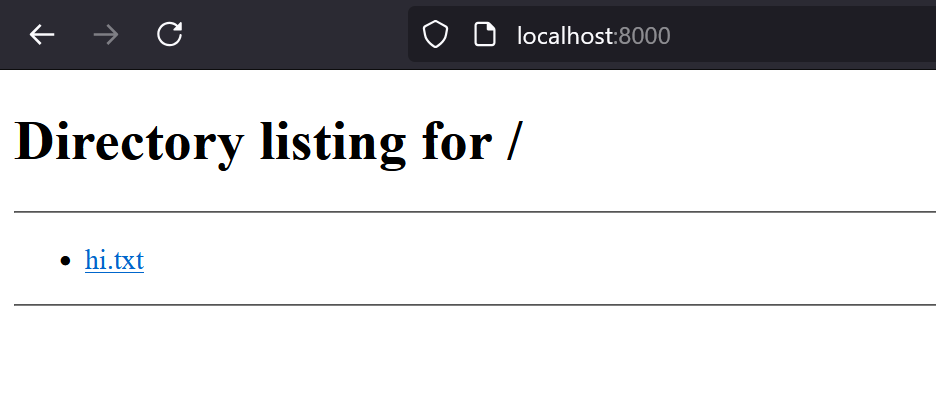 localhost:8000
Directory listing for /
hi.txt